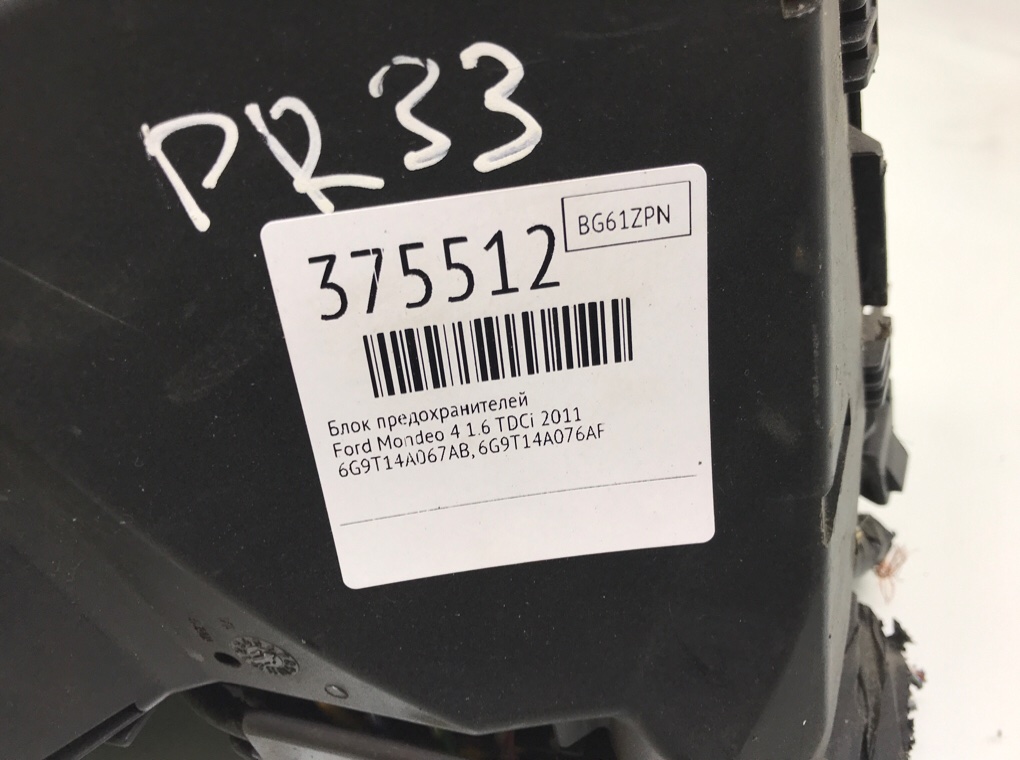 PR33
BG61ZPN
375512
Блок предохранителей
Ford Mondeo 4 1.6 TDCi 2011
6G9T14A067AB, 6G9T14A076AF